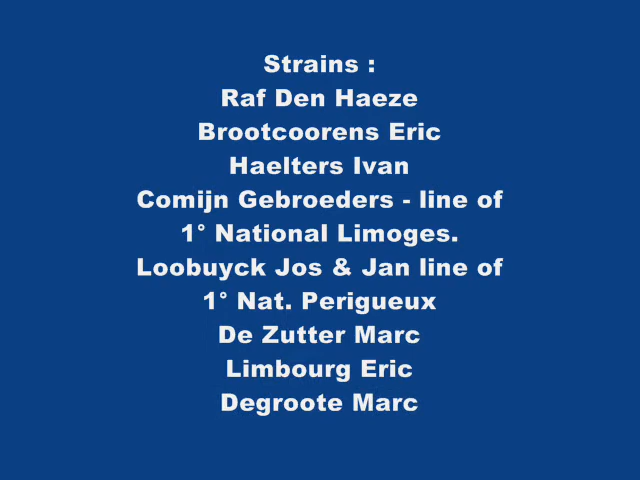 Strains :
Raf Den Haeze
Brootcoorens Eric
Haelters Ivan
Comijn Gebroeders - line of
1° National Limoges.
Loobuyck Jos & Jan line of
1° Nat. Perigueux
De Zutter Marc
Limbourg Eric
Degroote Marc